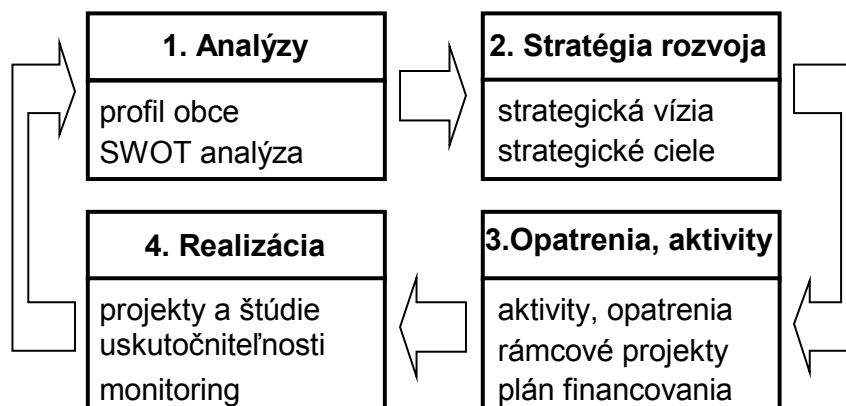 1. Analýzy
profil obce
SWOT analýza
2. Stratégia rozvoja
strategická vízia
strategické ciele
3.Opatrenia, aktivity
aktivity, opatrenia
rámcové projekty
plán financovania
4. Realizácia
projekty a štúdie
uskutočniteľnosti
monitoring